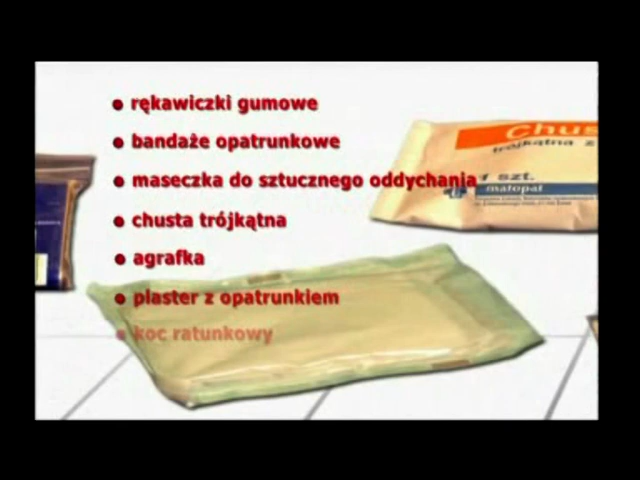 rękawiczki gumowe
bandaże opatrunkowe
maseczka do sztucznego oddychania
chusta trójkątna
agrafka
plaster z opatrunkiem
koc ratunkowy
Chus
trójkątna z
1 szt.
matopat